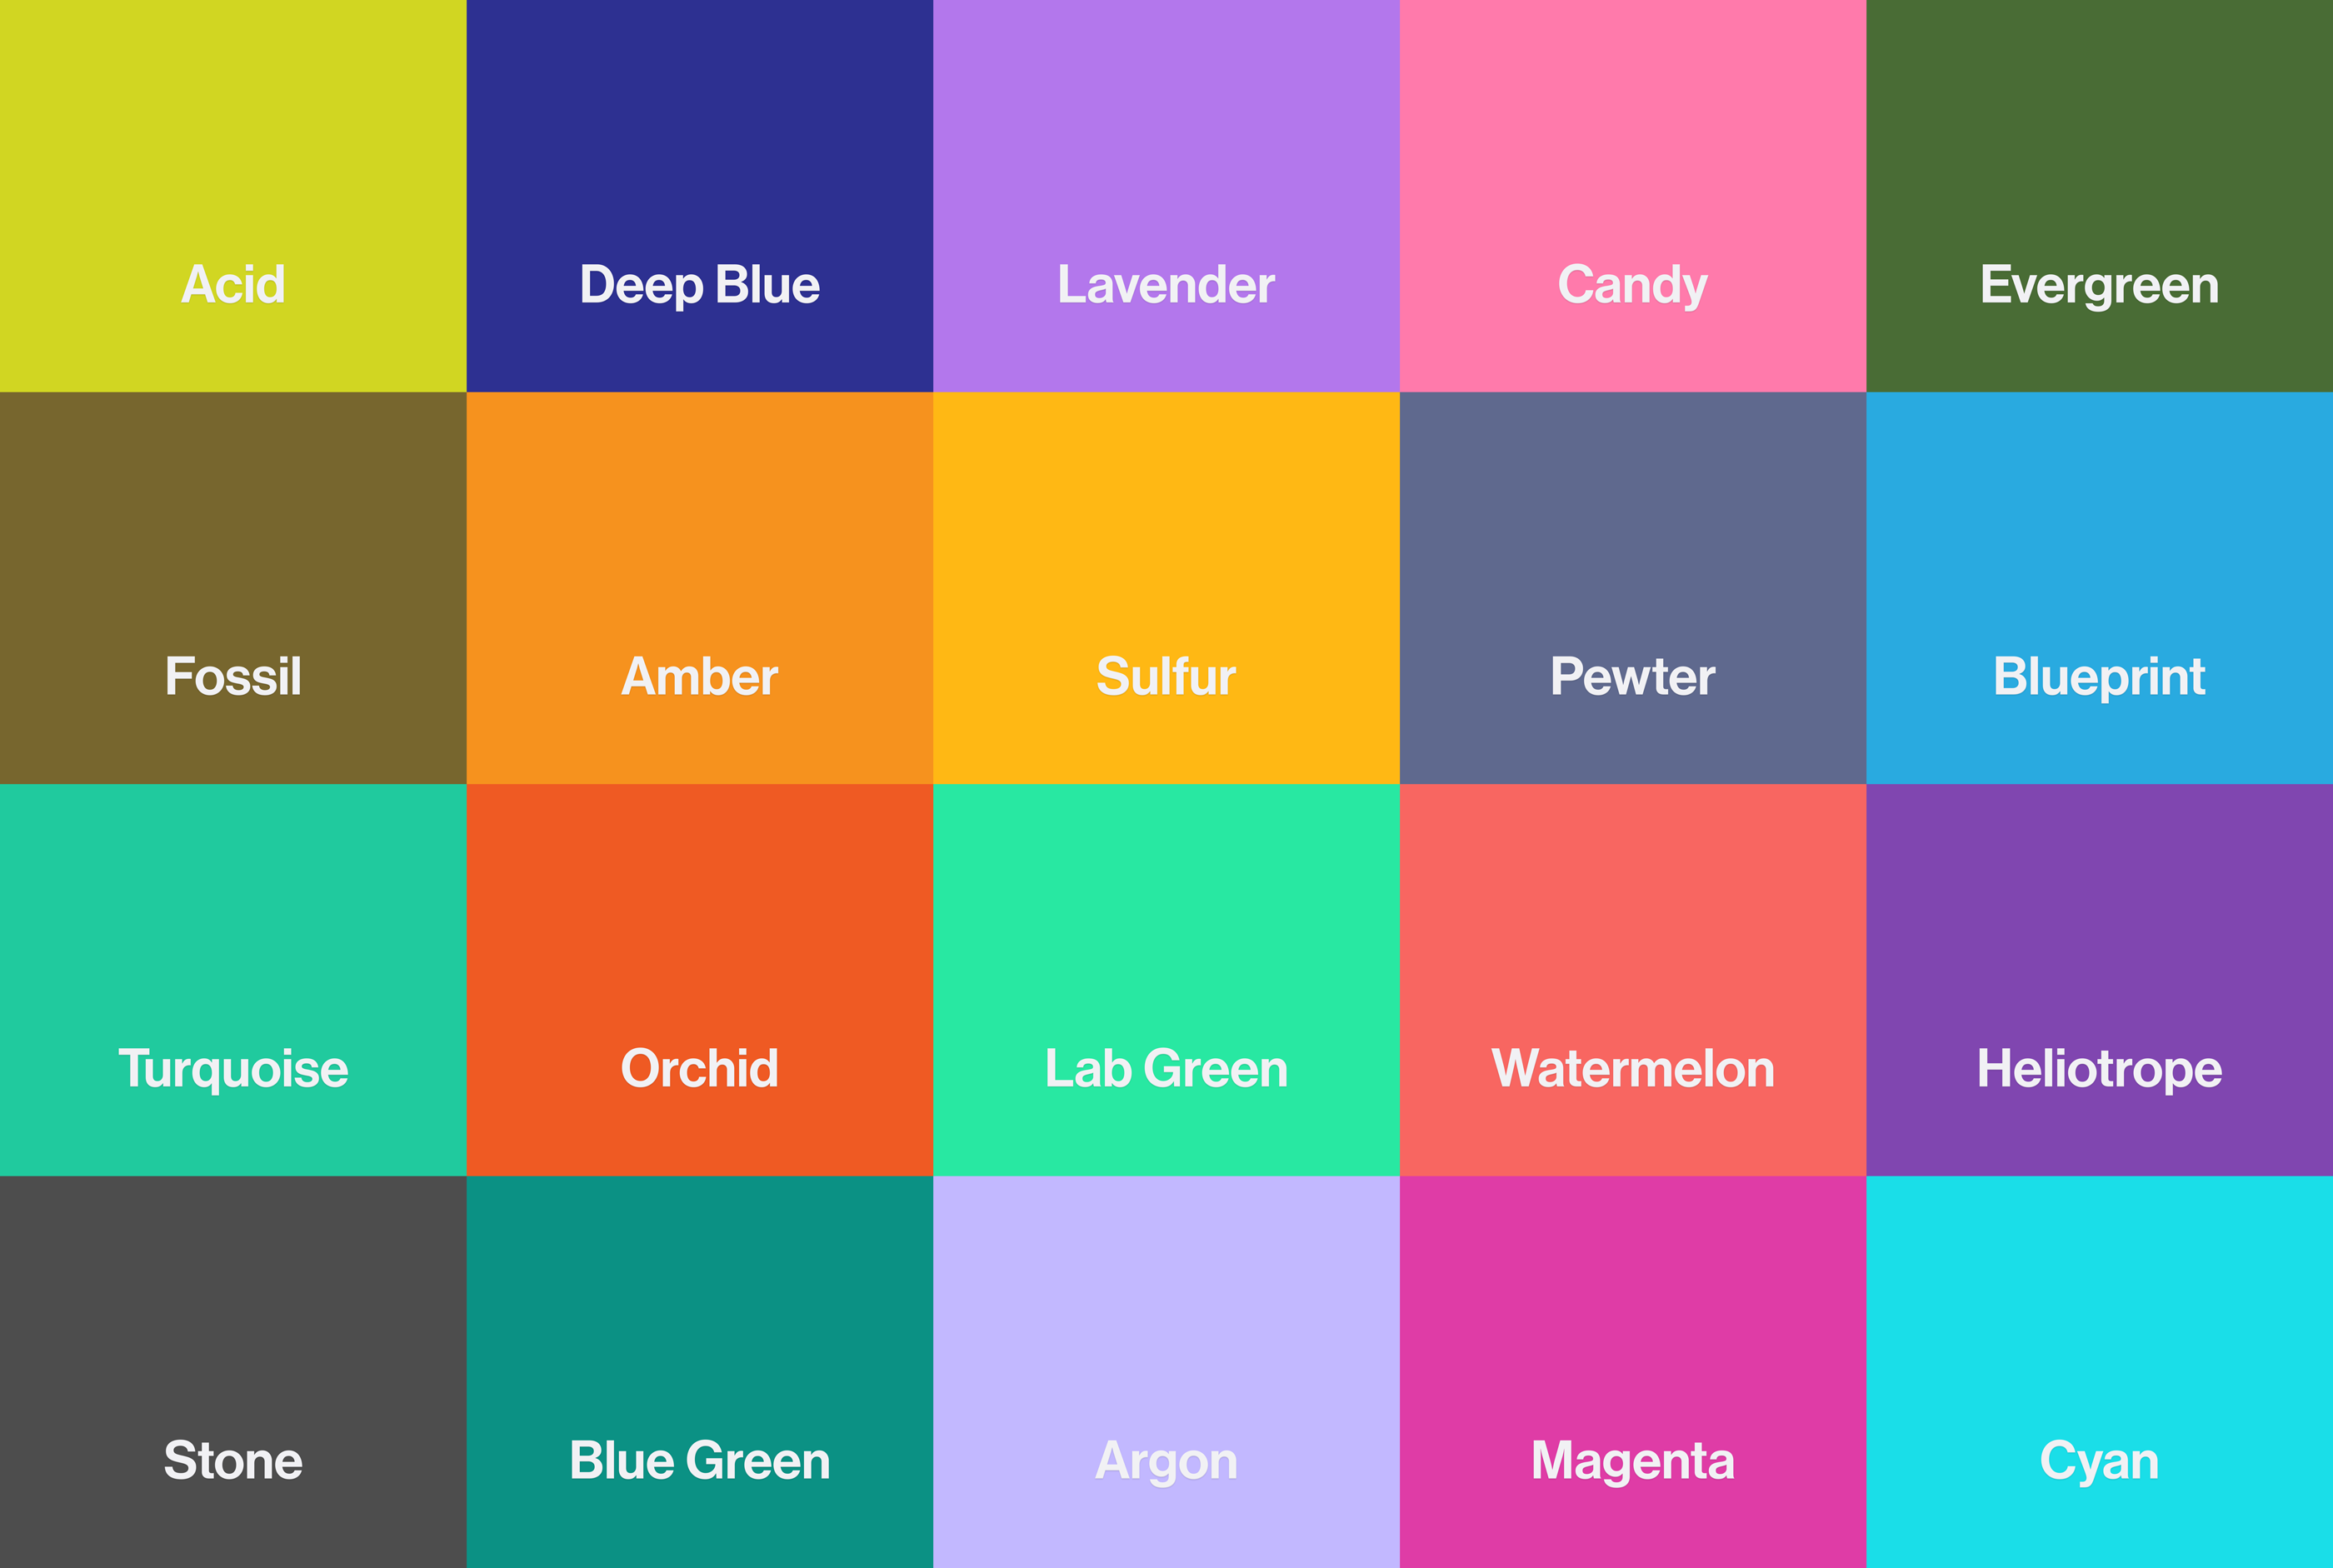 Acid
Deep Blue
Lavender
Candy
Evergreen
Fossil
Amber
Sulfur
Pewter
Blueprint
Turquoise
Orchid
Lab Green
Watermelon
Heliotrope
Stone
Blue Green
Argon
Magenta
Cyan